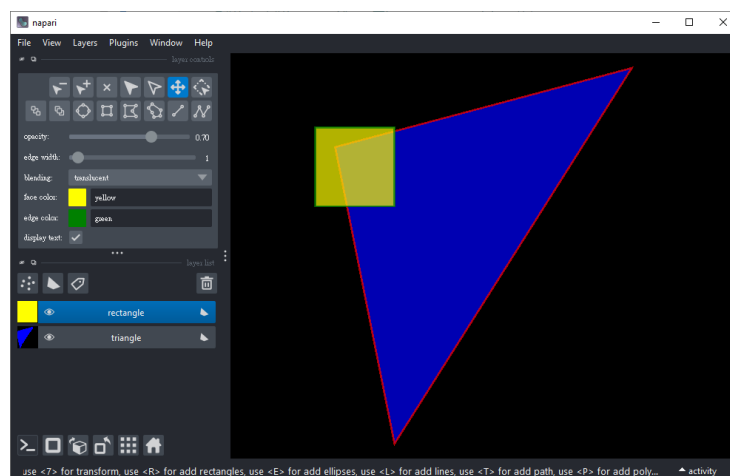 napari
File View Layers Plugins Window Help
layer controls
opacity: 0.70
edge width: 1
blending: translucent
face color: yellow
edge color: green
display text:
layer list
rectangle
triangle
use <7> for transform, use <R> for add rectangles, use <E> for add ellipses, use <L> for add lines, use <T> for add path, use <P> for add poly... activity